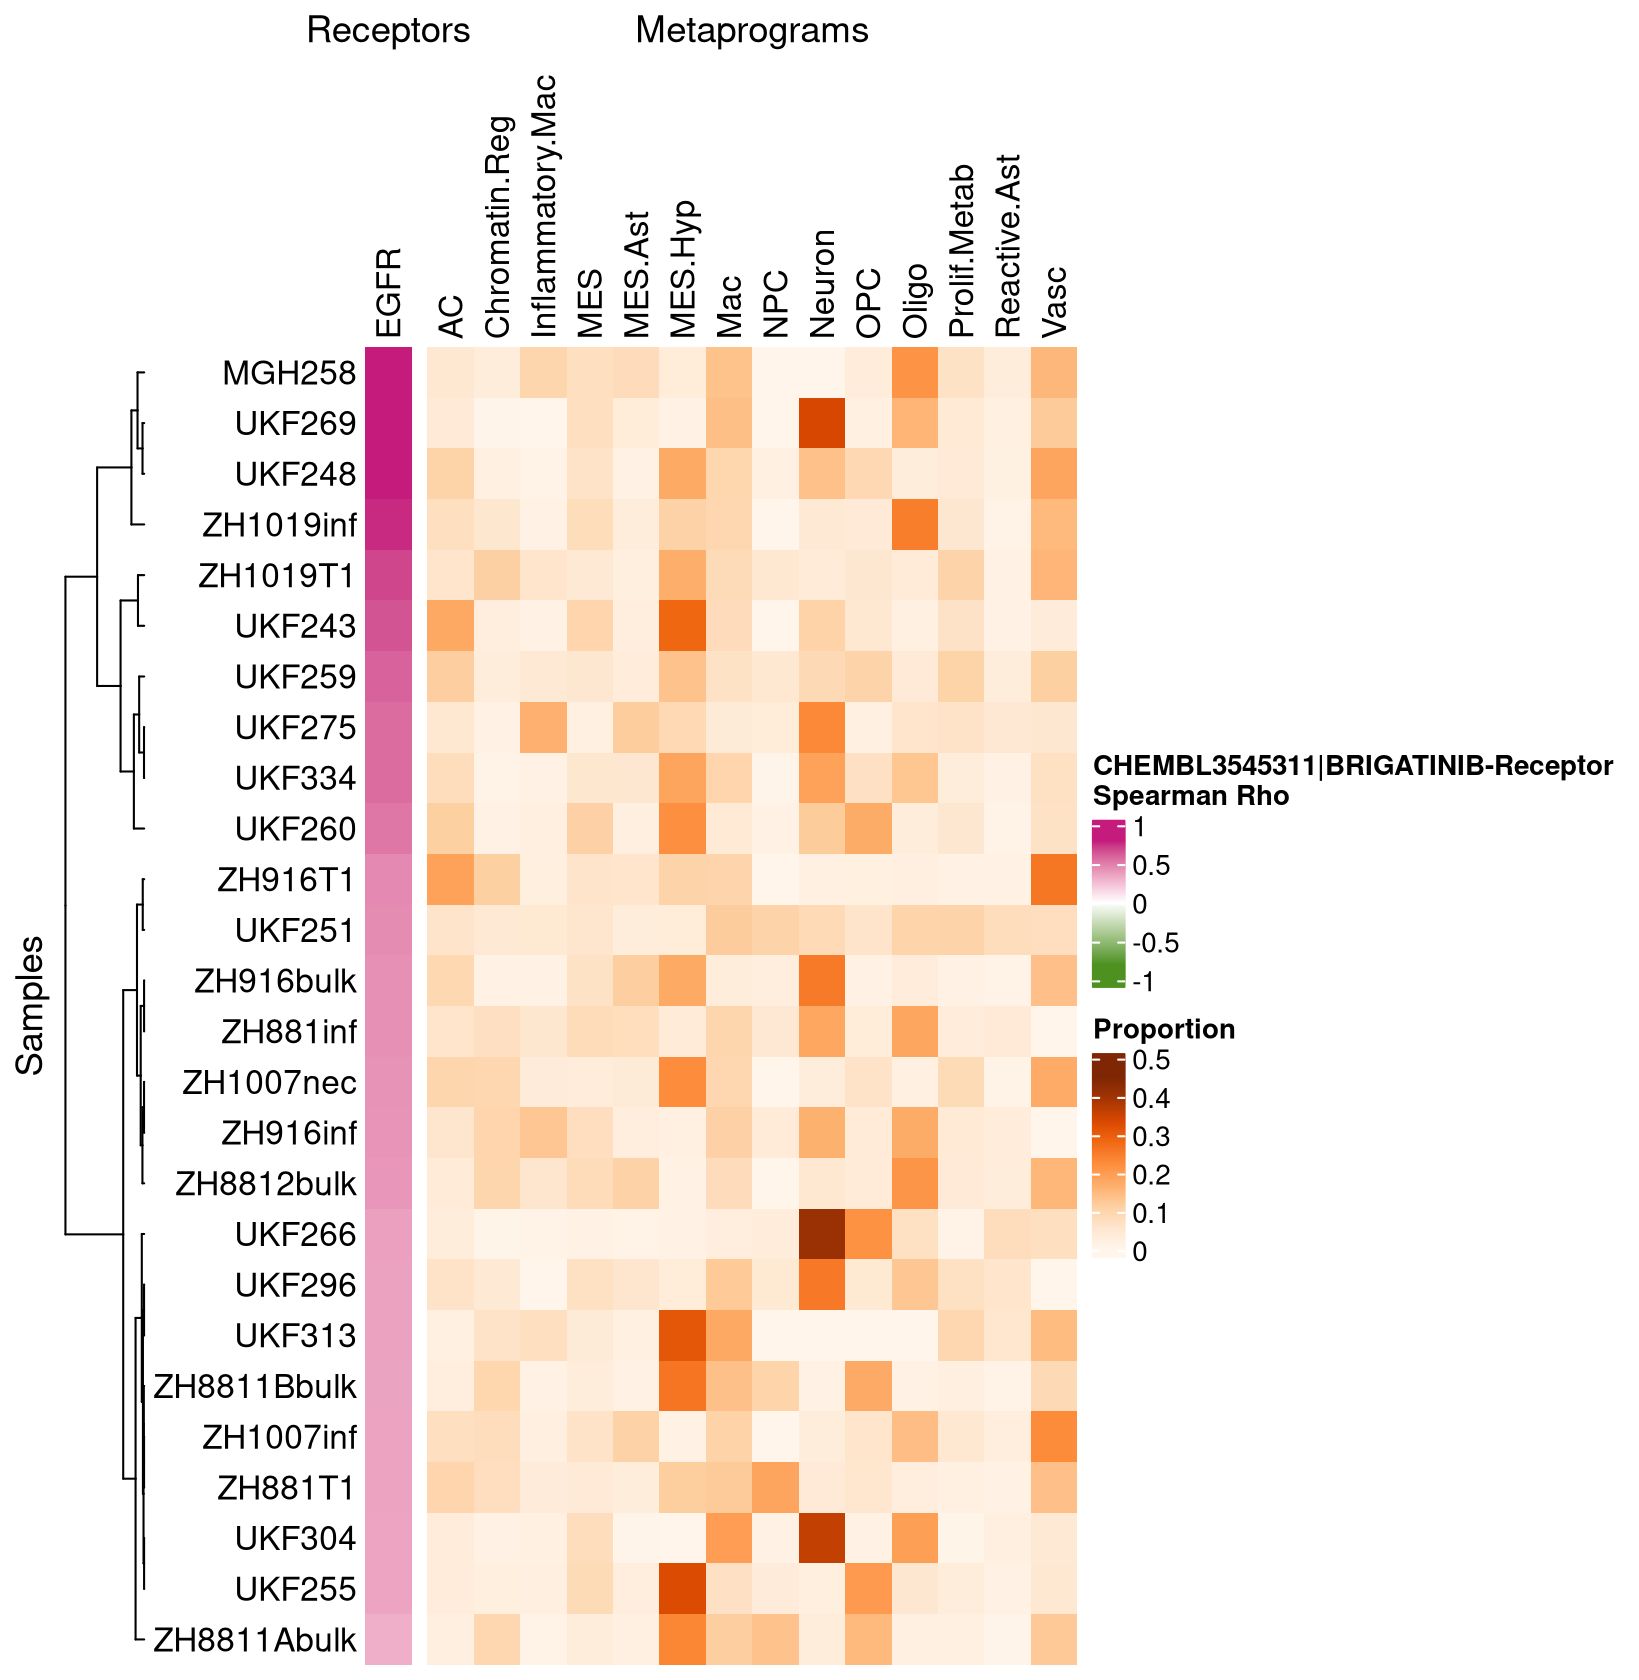 Receptors Metaprograms
EGFR
AC
Chromatin.Reg
Inflammatory.Mac
MES
MES.Ast
MES.Hyp
Mac
NPC
Neuron
OPC
Oligo
Prolif.Metab
Reactive.Ast
Vasc
Samples
MGH258
UKF269
UKF248
ZH1019inf
ZH1019T1
UKF243
UKF259
UKF275
UKF334
UKF260
ZH916T1
UKF251
ZH916bulk
ZH881inf
ZH1007nec
ZH916inf
ZH8812bulk
UKF266
UKF296
UKF313
ZH8811Bbulk
ZH1007inf
ZH881T1
UKF304
UKF255
ZH8811Abulk
CHEMBL3545311|BRIGATINIB-Receptor
Spearman Rho
1
0.5
0
-0.5
-1
Proportion
0.5
0.4
0.3
0.2
0.1
0